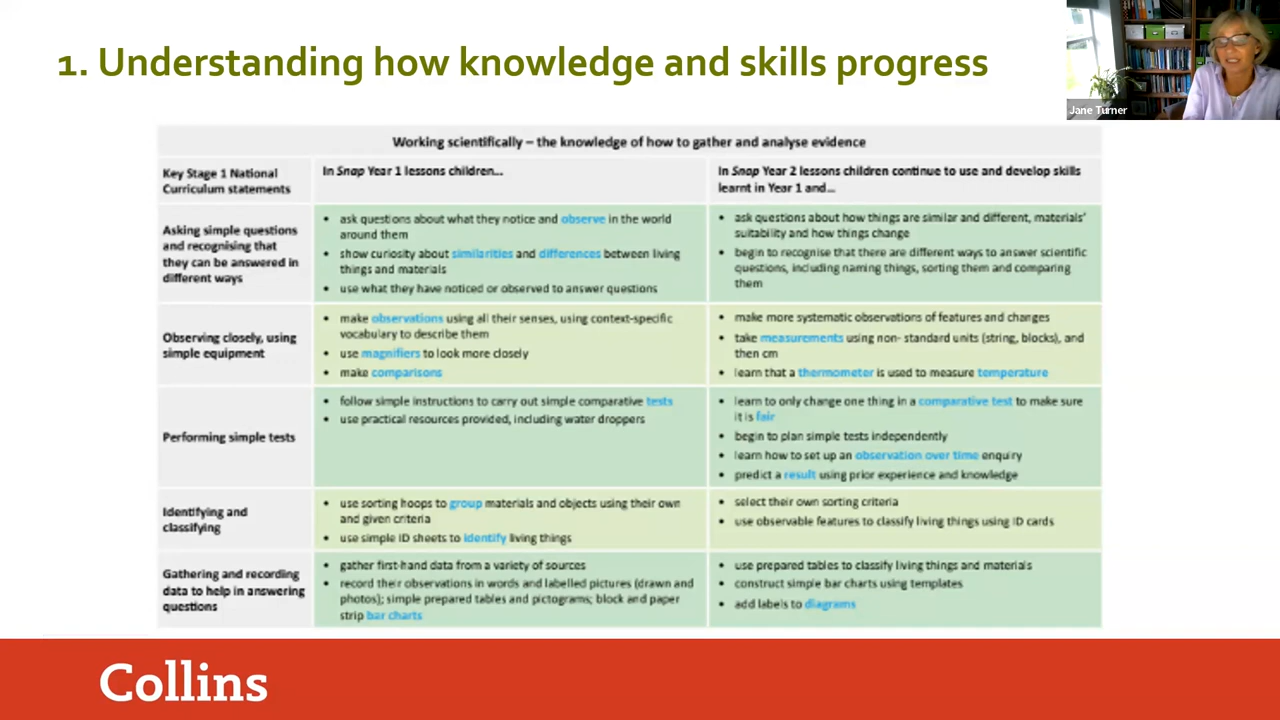 1. Understanding how knowledge and skills progress
Jane Turner
Working scientifically – the knowledge of how to gather and analyse evidence
Key Stage 1 National
Curriculum statements
In Snap Year 1 lessons children...
In Snap Year 2 lessons children continue to use and develop skills
learnt in Year 1 and...
Asking simple questions
and recognising that
they can be answered in
different ways
• ask questions about what they notice and observe in the world
around them
• show curiosity about similarities and differences between living
things and materials
• use what they have noticed or observed to answer questions
• ask questions about how things are similar and different, materials'
suitability and how things change
• begin to recognise that there are different ways to answer scientific
questions, including naming things, sorting them and comparing
them
Observing closely, using
simple equipment
• make observations using all their senses, using context-specific
vocabulary to describe them
• use magnifiers to look more closely
• make comparisons
• make more systematic observations of features and changes
• take measurements using non- standard units (string, blocks), and
then cm
• learn that a thermometer is used to measure temperature
Performing simple tests
• follow simple instructions to carry out simple comparative tests
• use practical resources provided, including water droppers
• learn to only change one thing in a comparative test to make sure
it is fair
• begin to plan simple tests independently
• learn how to set up an observation over time enquiry
• predict a result using prior experience and knowledge
Identifying and
classifying
• use sorting hoops to group materials and objects using their own
and given criteria
• use simple ID sheets to identify living things
• select their own sorting criteria
• use observable features to classify living things using ID cards
Gathering and recording
data to help in answering
questions
• gather first-hand data from a variety of sources
• record their observations in words and labelled pictures (drawn and
photos); simple prepared tables and pictograms; block and paper
strip bar charts
• use prepared tables to classify living things and materials
• construct simple bar charts using templates
• add labels to diagrams
Collins